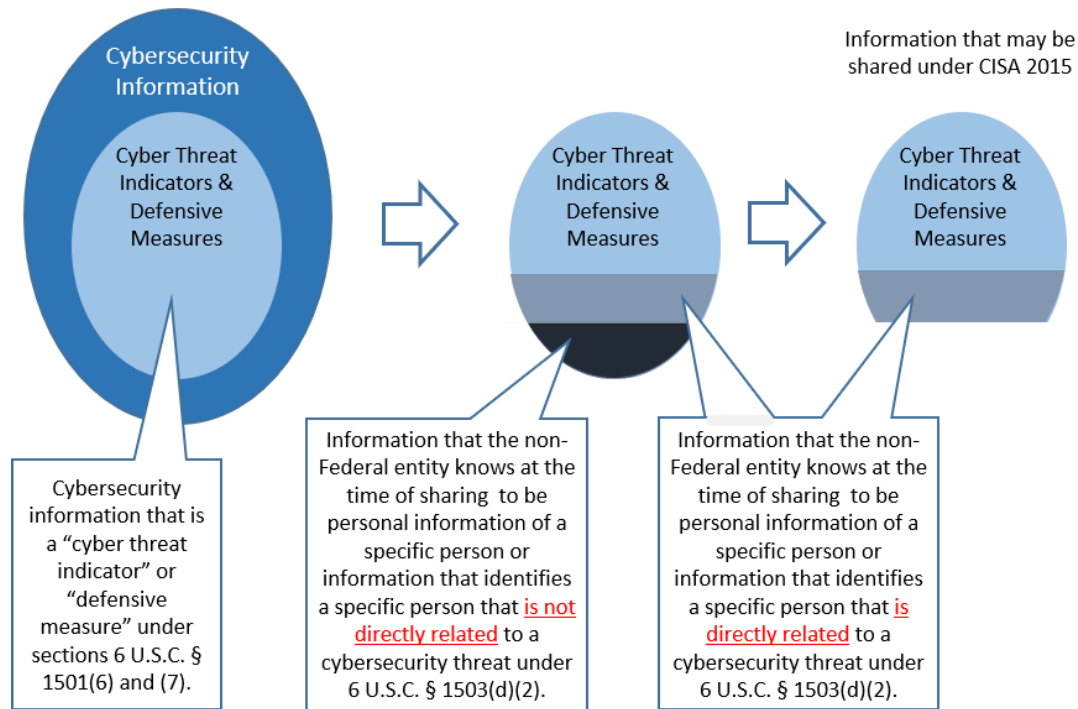 Cybersecurity
Information
Cyber Threat
Indicators &
Defensive
Measures
Cybersecurity
information that is
a “cyber threat
indicator” or
“defensive
measure” under
sections 6 U.S.C. §
1501(6) and (7).
Cyber Threat
Indicators &
Defensive
Measures
Information that the non-
Federal entity knows at the
time of sharing to be
personal information of a
specific person or
information that identifies
a specific person that is not
directly related to a
cybersecurity threat under
6 U.S.C. § 1503(d)(2).
Information that may be
shared under CISA 2015
Cyber Threat
Indicators &
Defensive
Measures
Information that the non-
Federal entity knows at the
time of sharing to be
personal information of a
specific person or
information that identifies
a specific person that is
directly related to a
cybersecurity threat under
6 U.S.C. § 1503(d)(2).